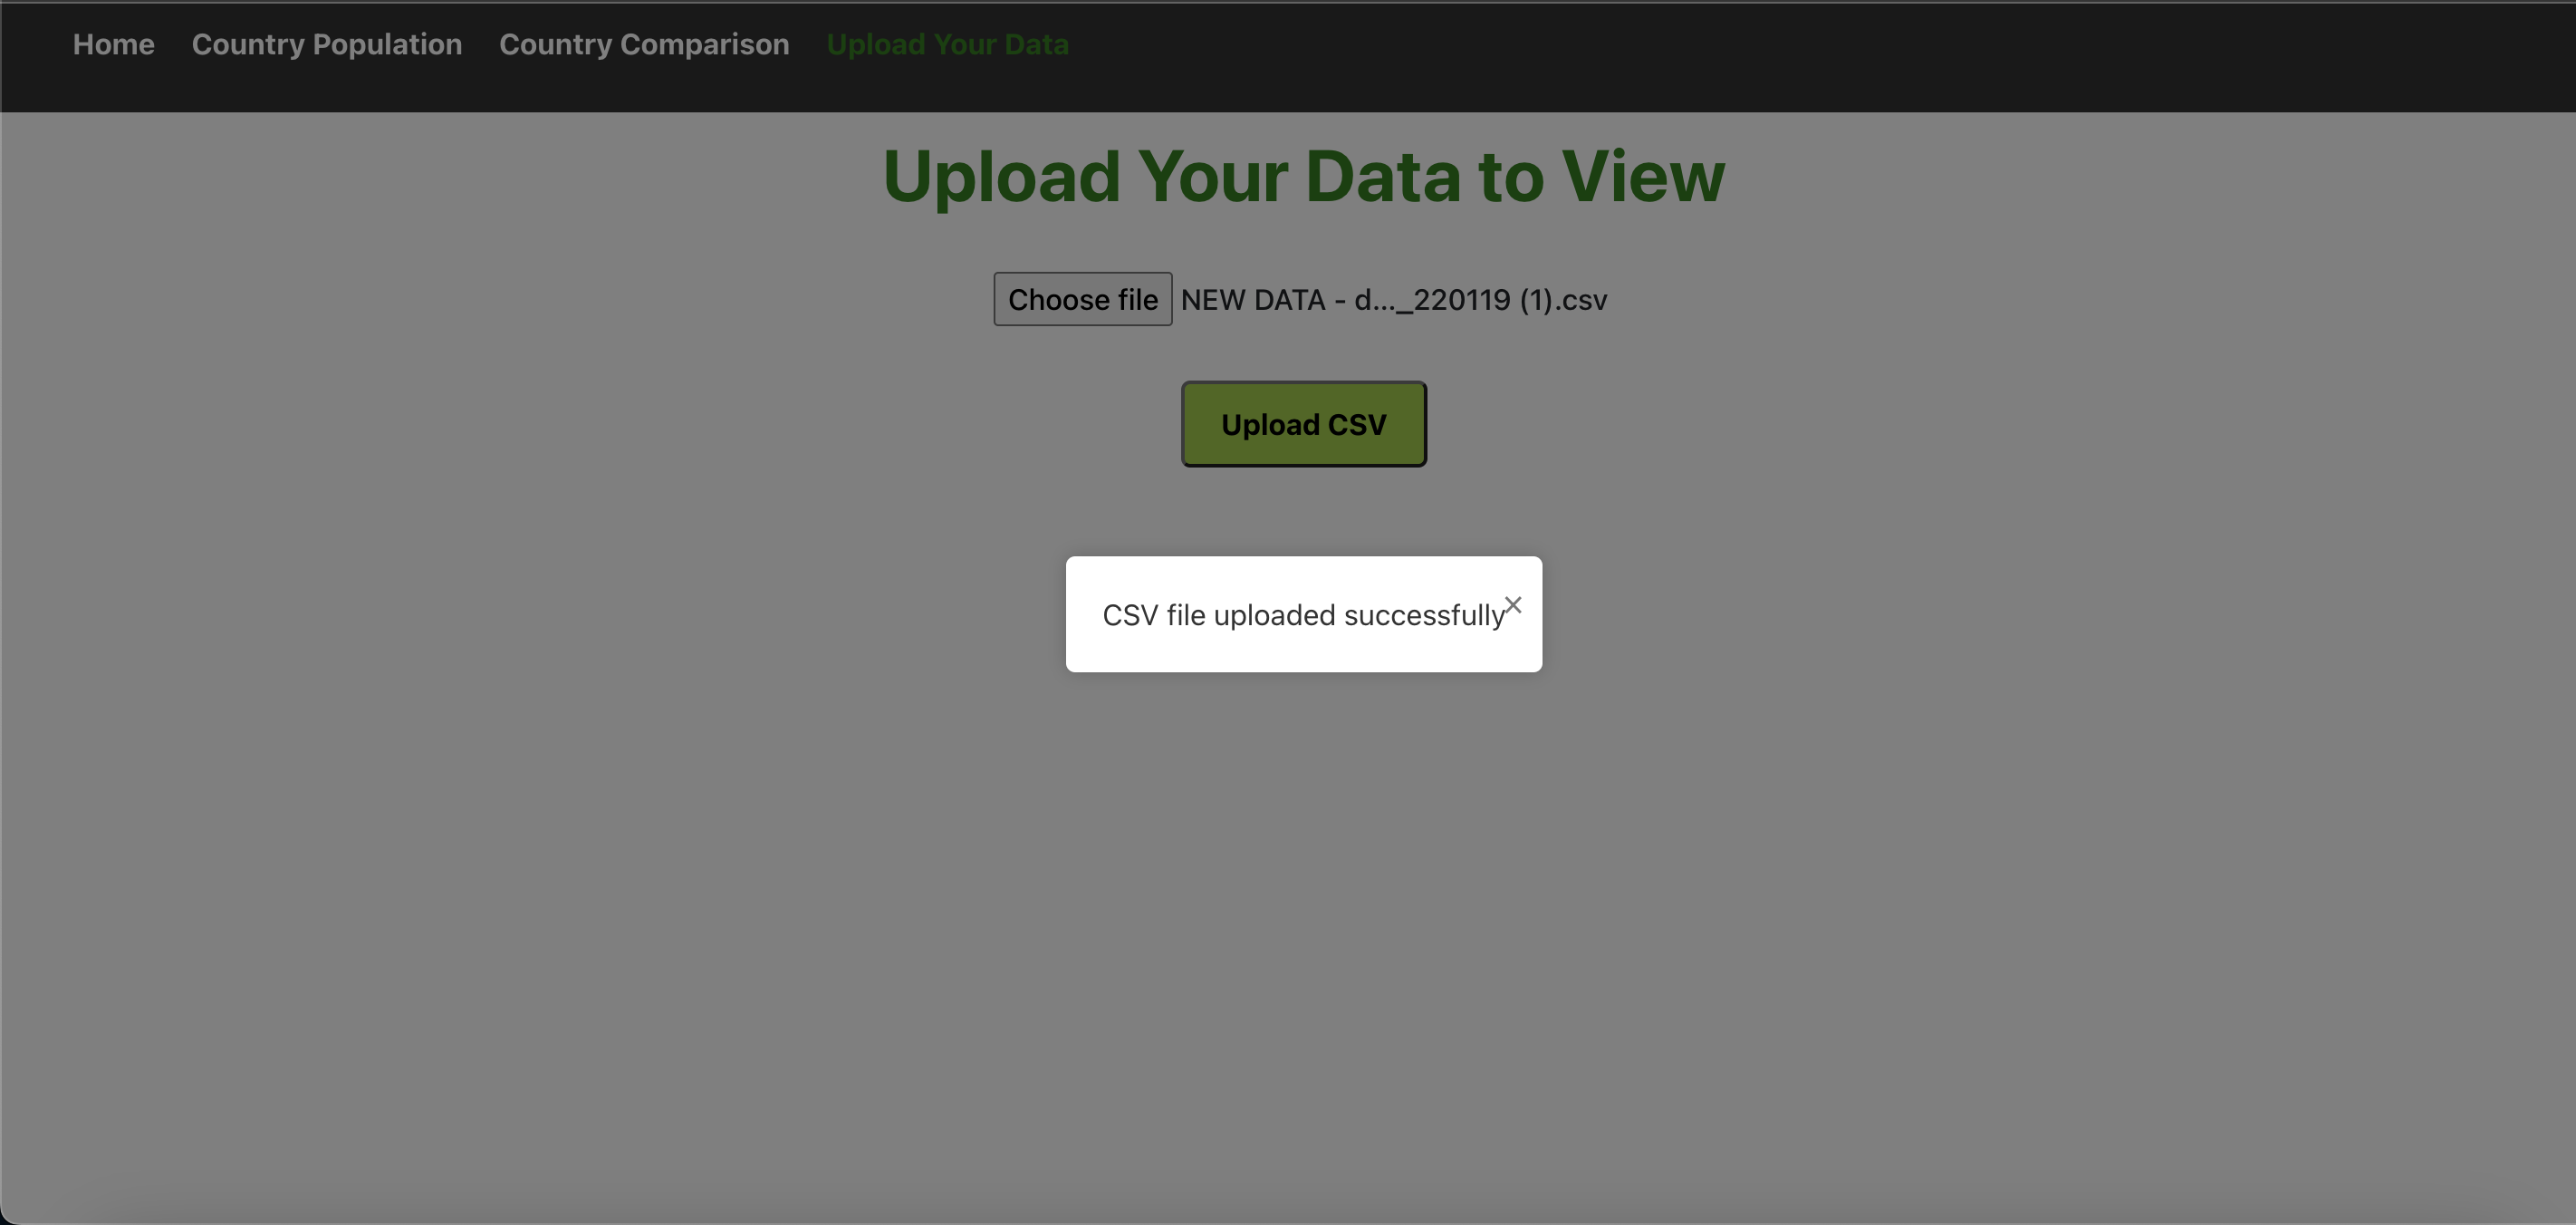 Home Country Population Country Comparison Upload Your Data
Upload Your Data to View
Choose file NEW DATA - d..._220119 (1).csv
Upload CSV
CSV file uploaded successfully×